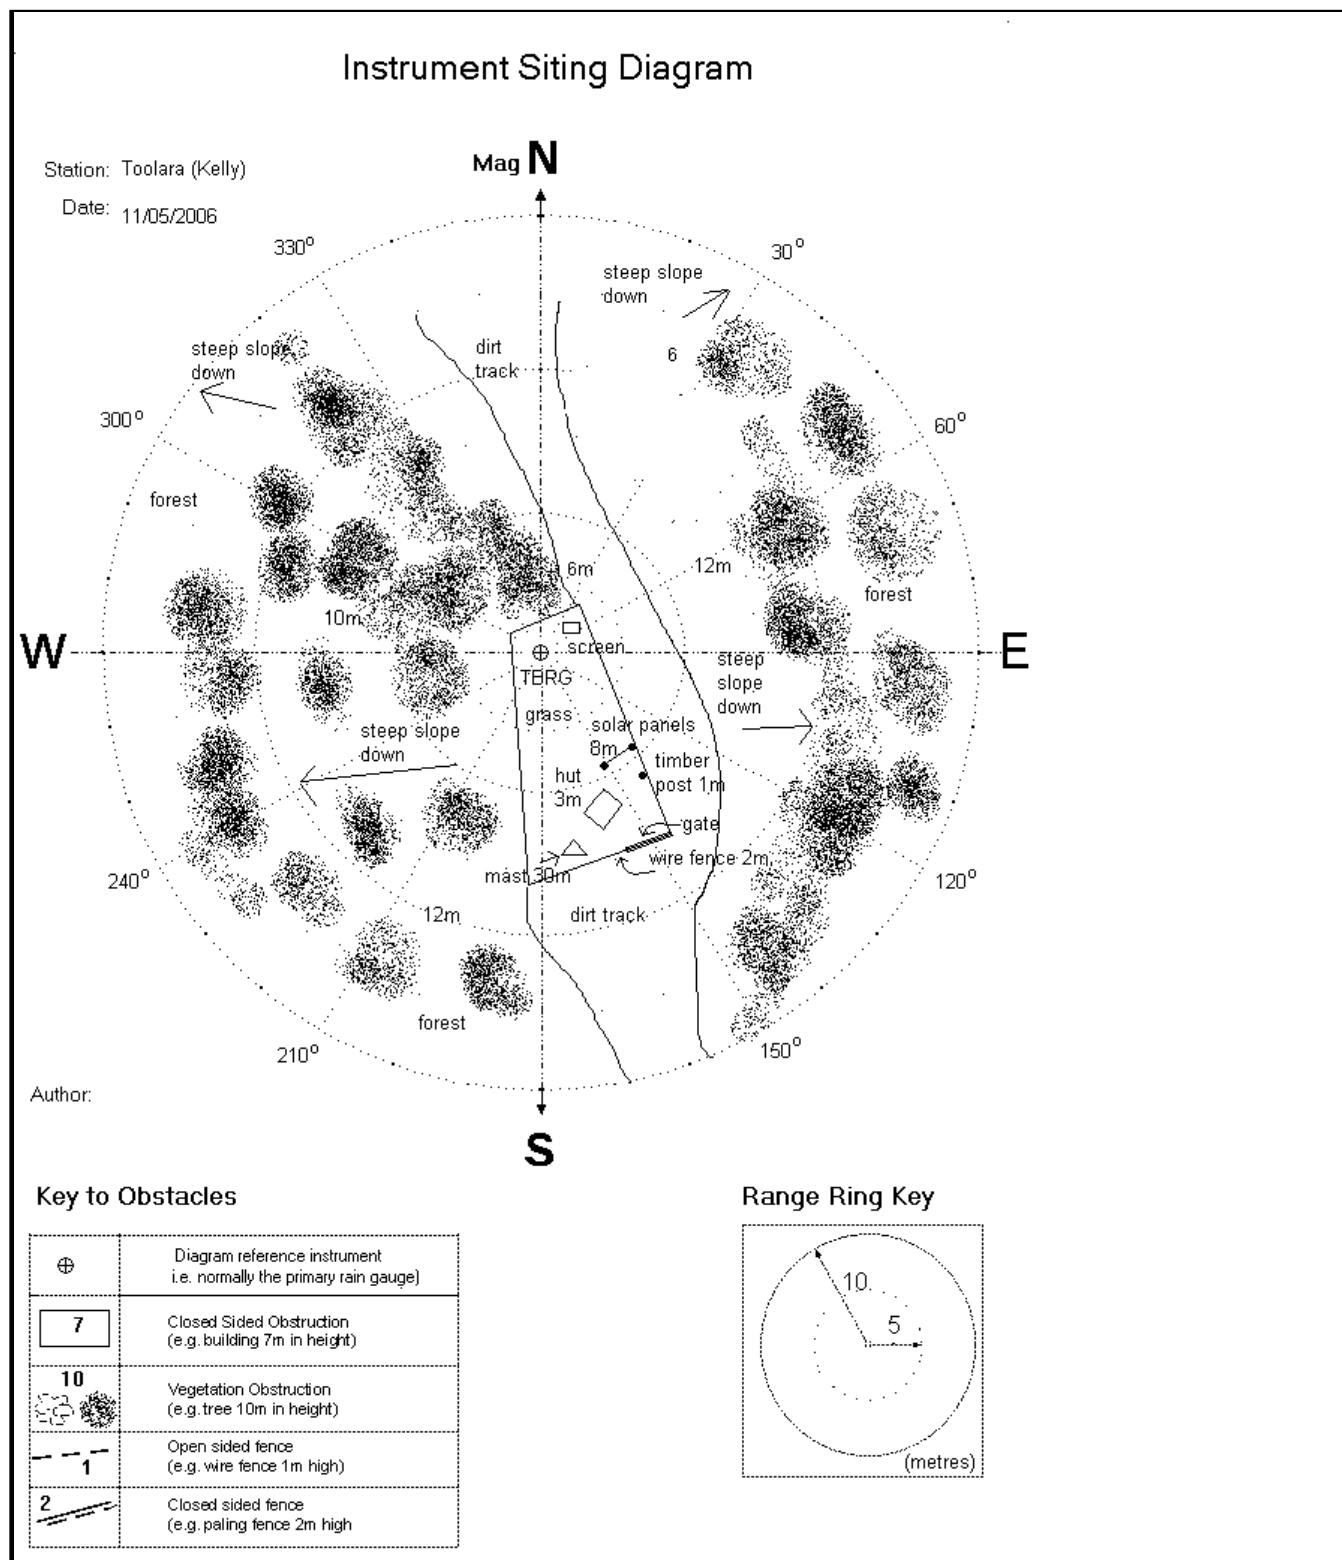 Instrument Siting Diagram
Station: Toolara (Kelly)
Mag N
Date: 11/05/2006
330°
30°
steep slope
down
steep slope
down
dirt
track
6
300°
60°
forest
12m
6m
forest
10m
W
E
screen
TBRG
steep
slope
down
grass
steep slope
down
solar panels
8m
timber
post 1m
hut
3m
gate
wire fence 2m
mast 30m
240°
120°
12m
dirt track
forest
210°
150°
Author:
S
Key to Obstacles
Diagram reference instrument
i.e. normally the primary rain gauge)
7
Closed Sided Obstruction
(e.g. building 7m in height)
10
Vegetation Obstruction
(e.g. tree 10m in height)
Open sided fence
1
(e.g. wire fence 1m high)
2
Closed sided fence
(e.g. paling fence 2m high
Range Ring Key
10
5
(metres)